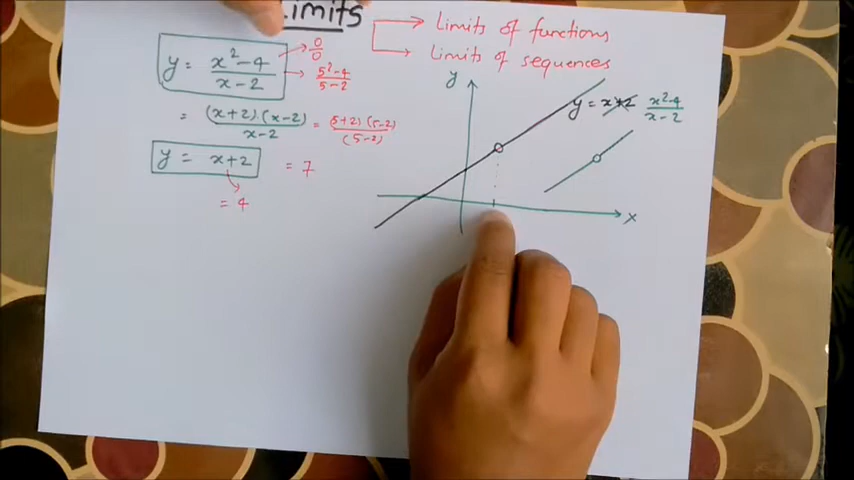 Limits
Limits of functions
Limits of sequences
y = x²-4 / x-2
0/0
5²-4 / 5-2
= (x+2)(x-2) / x-2 = (5+2)(5-2) / (5-2)
y = x+2
= 7
= 4
y
y = x+2 x²-4 / x-2
x